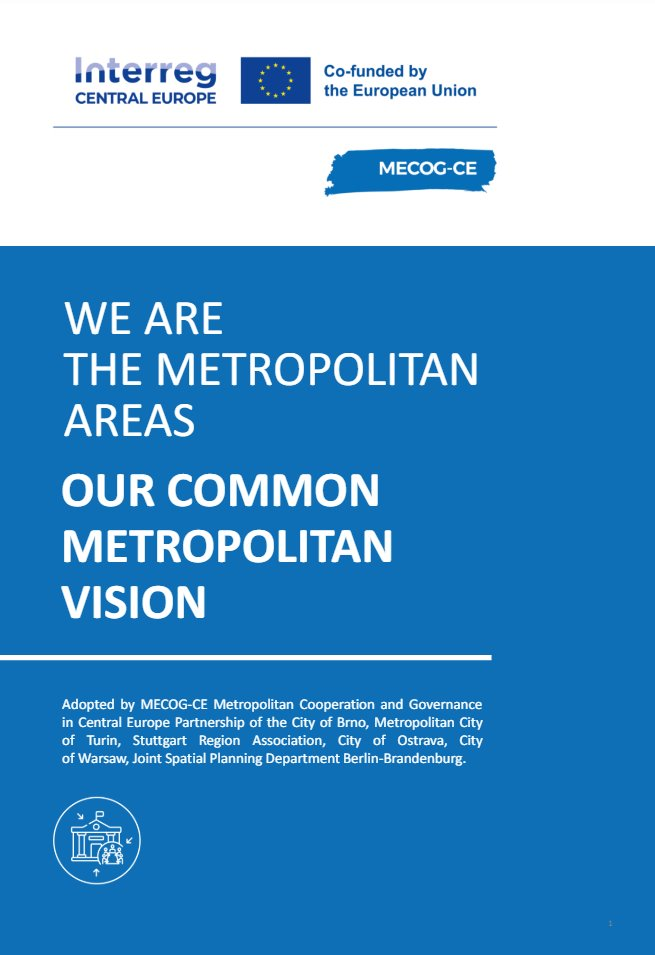 Interreg
CENTRAL EUROPE
Co-funded by
the European Union
MECOG-CE
WE ARE
THE METROPOLITAN
AREAS
OUR COMMON
METROPOLITAN
VISION
Adopted by MECOG-CE Metropolitan Cooperation and Governance
in Central Europe Partnership of the City of Brno, Metropolitan City
of Turin, Stuttgart Region Association, City of Ostrava, City
of Warsaw, Joint Spatial Planning Department Berlin-Brandenburg.
1